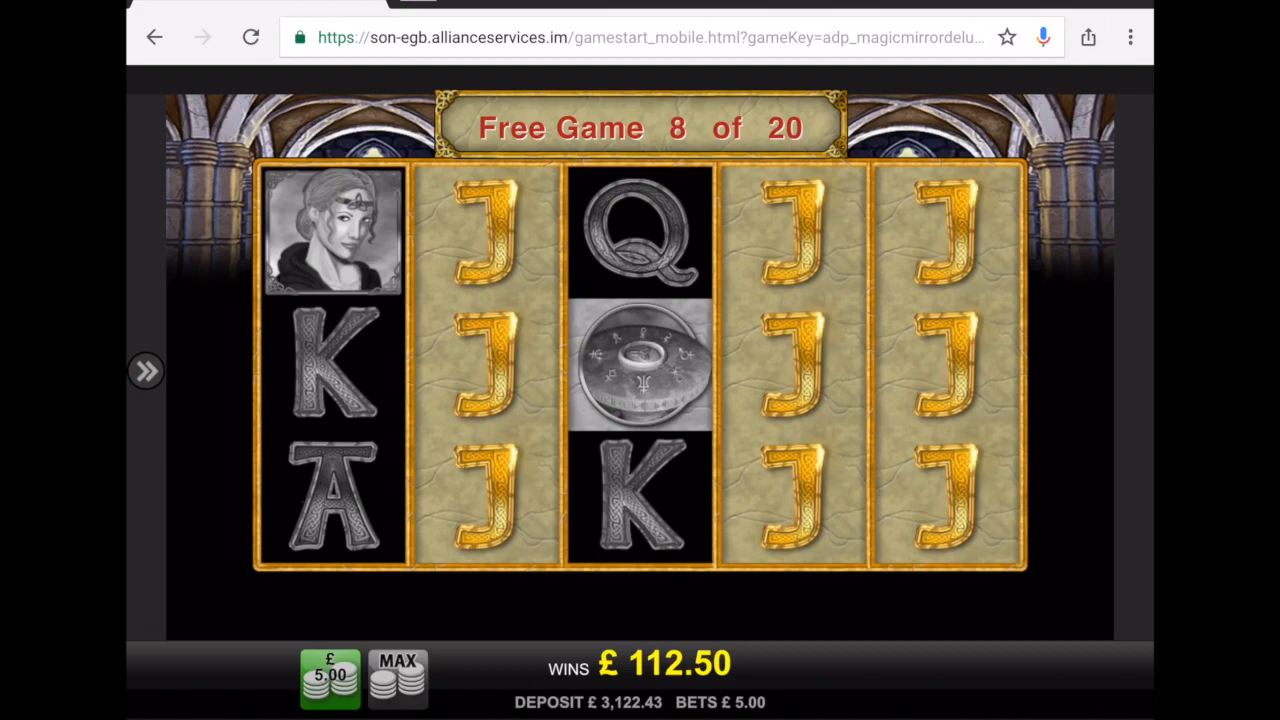 https://son-egb.allianceservices.im/gamestart_mobile.html?gameKey=adp_magicmirrordelu...
Free Game 8 of 20
J Q J J
K J J J
A J K J J
£
5.00
MAX
WINS £ 112.50
DEPOSIT £ 3,122.43 BETS £ 5.00